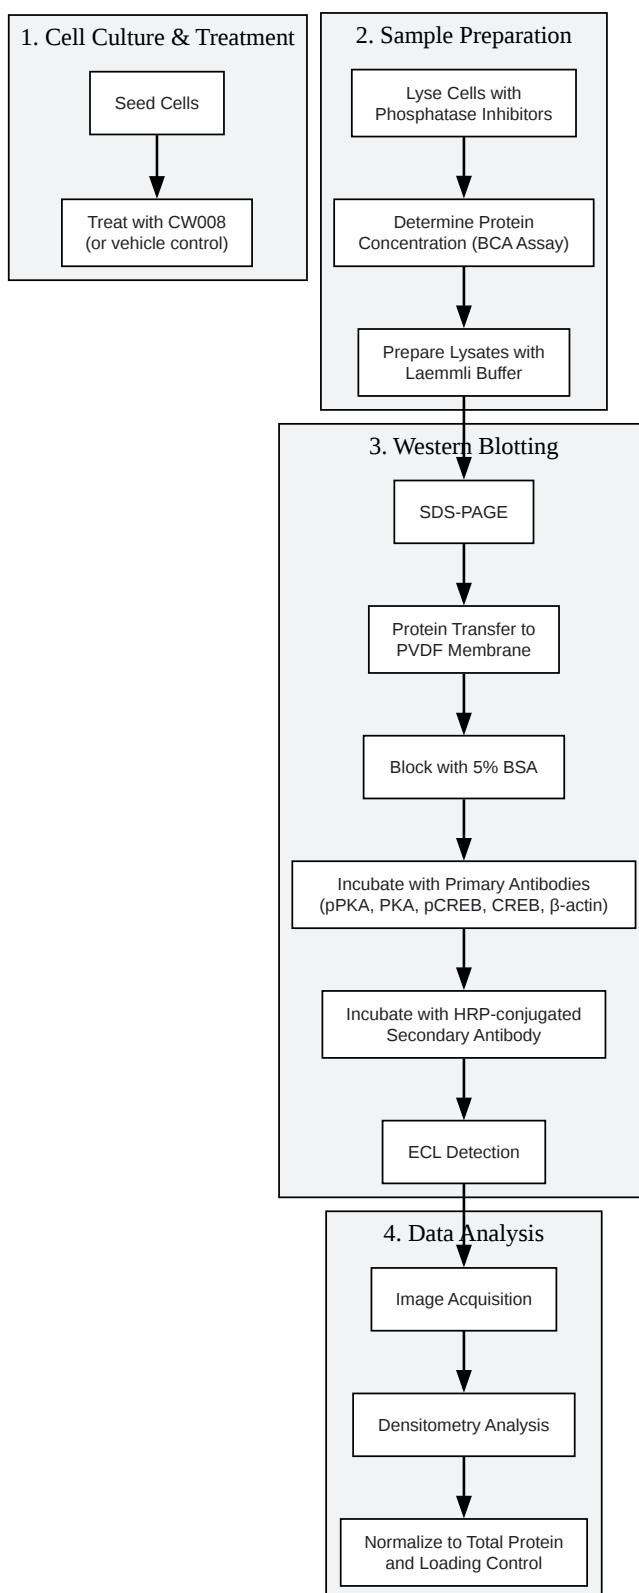 1. Cell Culture & Treatment
Seed Cells
Treat with CW008
(or vehicle control)
2. Sample Preparation
Lyse Cells with
Phosphatase Inhibitors
Determine Protein
Concentration (BCA Assay)
Prepare Lysates with
Laemmli Buffer
3. Western Blotting
SDS-PAGE
Protein Transfer to
PVDF Membrane
Block with 5% BSA
Incubate with Primary Antibodies
(pPKA, PKA, pCREB, CREB, β-actin)
Incubate with HRP-conjugated
Secondary Antibody
ECL Detection
4. Data Analysis
Image Acquisition
Densitometry Analysis
Normalize to Total Protein
and Loading Control